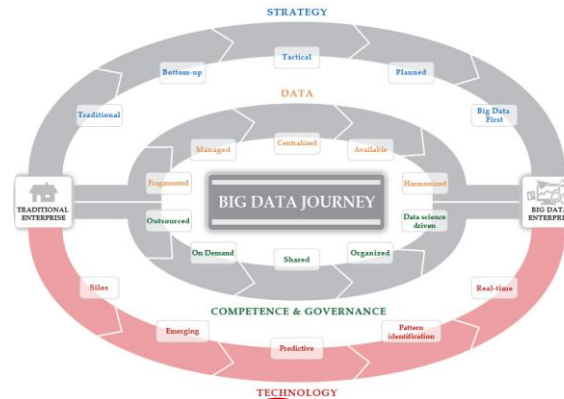 STRATEGY
Tactical
Bottom-up
Planned
Traditional
Big Data
First
DATA
Centralized
Managed
Available
Fragmented
Harmonized
TRADITIONAL
ENTERPRISE
BIG DATA JOURNEY
BIG DATA
ENTERPRISE
Outsourced
Data science
driven
On Demand
Shared
Organized
COMPETENCE & GOVERNANCE
Silos
Real-time
Emerging
Pattern
identification
Predictive
TECHNOLOGY